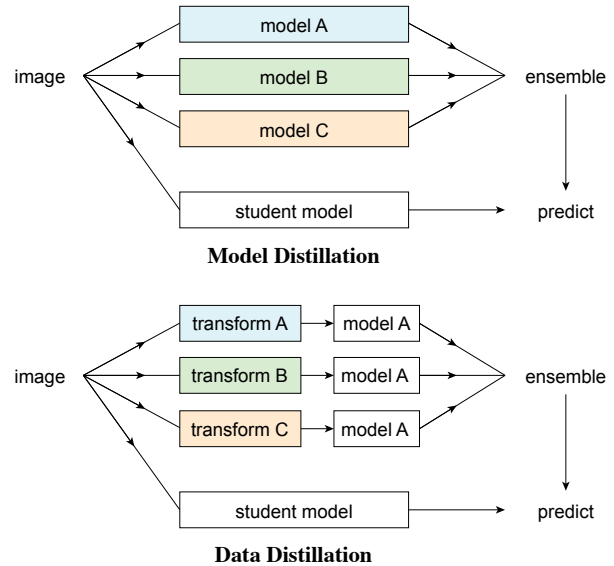 model A
image model B ensemble
model C
student model predict
Model Distillation
transform A model A
image transform B model A ensemble
transform C model A
student model predict
Data Distillation